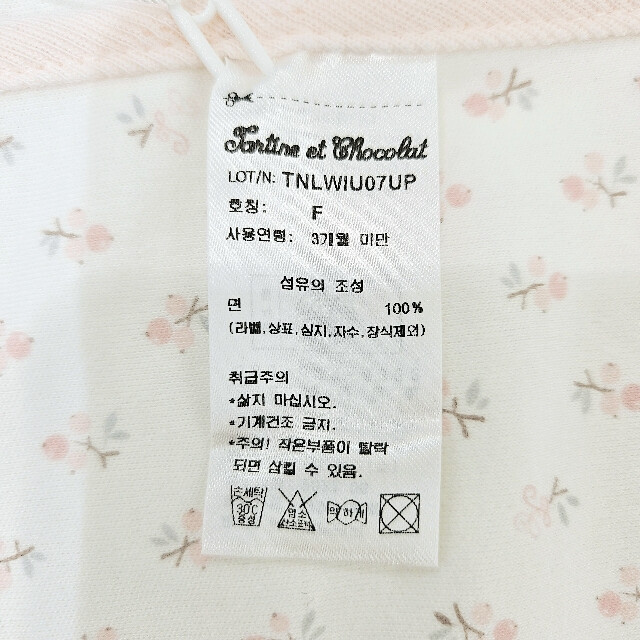 Tartine et Chocolat
LOT/N: TNLWIU07UP
호칭: F
사용연령: 3개월 미만
섬유의 조성
면 100%
(라벨,상표,심지,자수,장식제외)
취급주의
*삶지 마십시오.
*기계건조 금지.
*주의! 작은부품이 탈락
되면 삼킬 수 있음.
손세탁 30℃ 중성 염소 산소표백 약하게